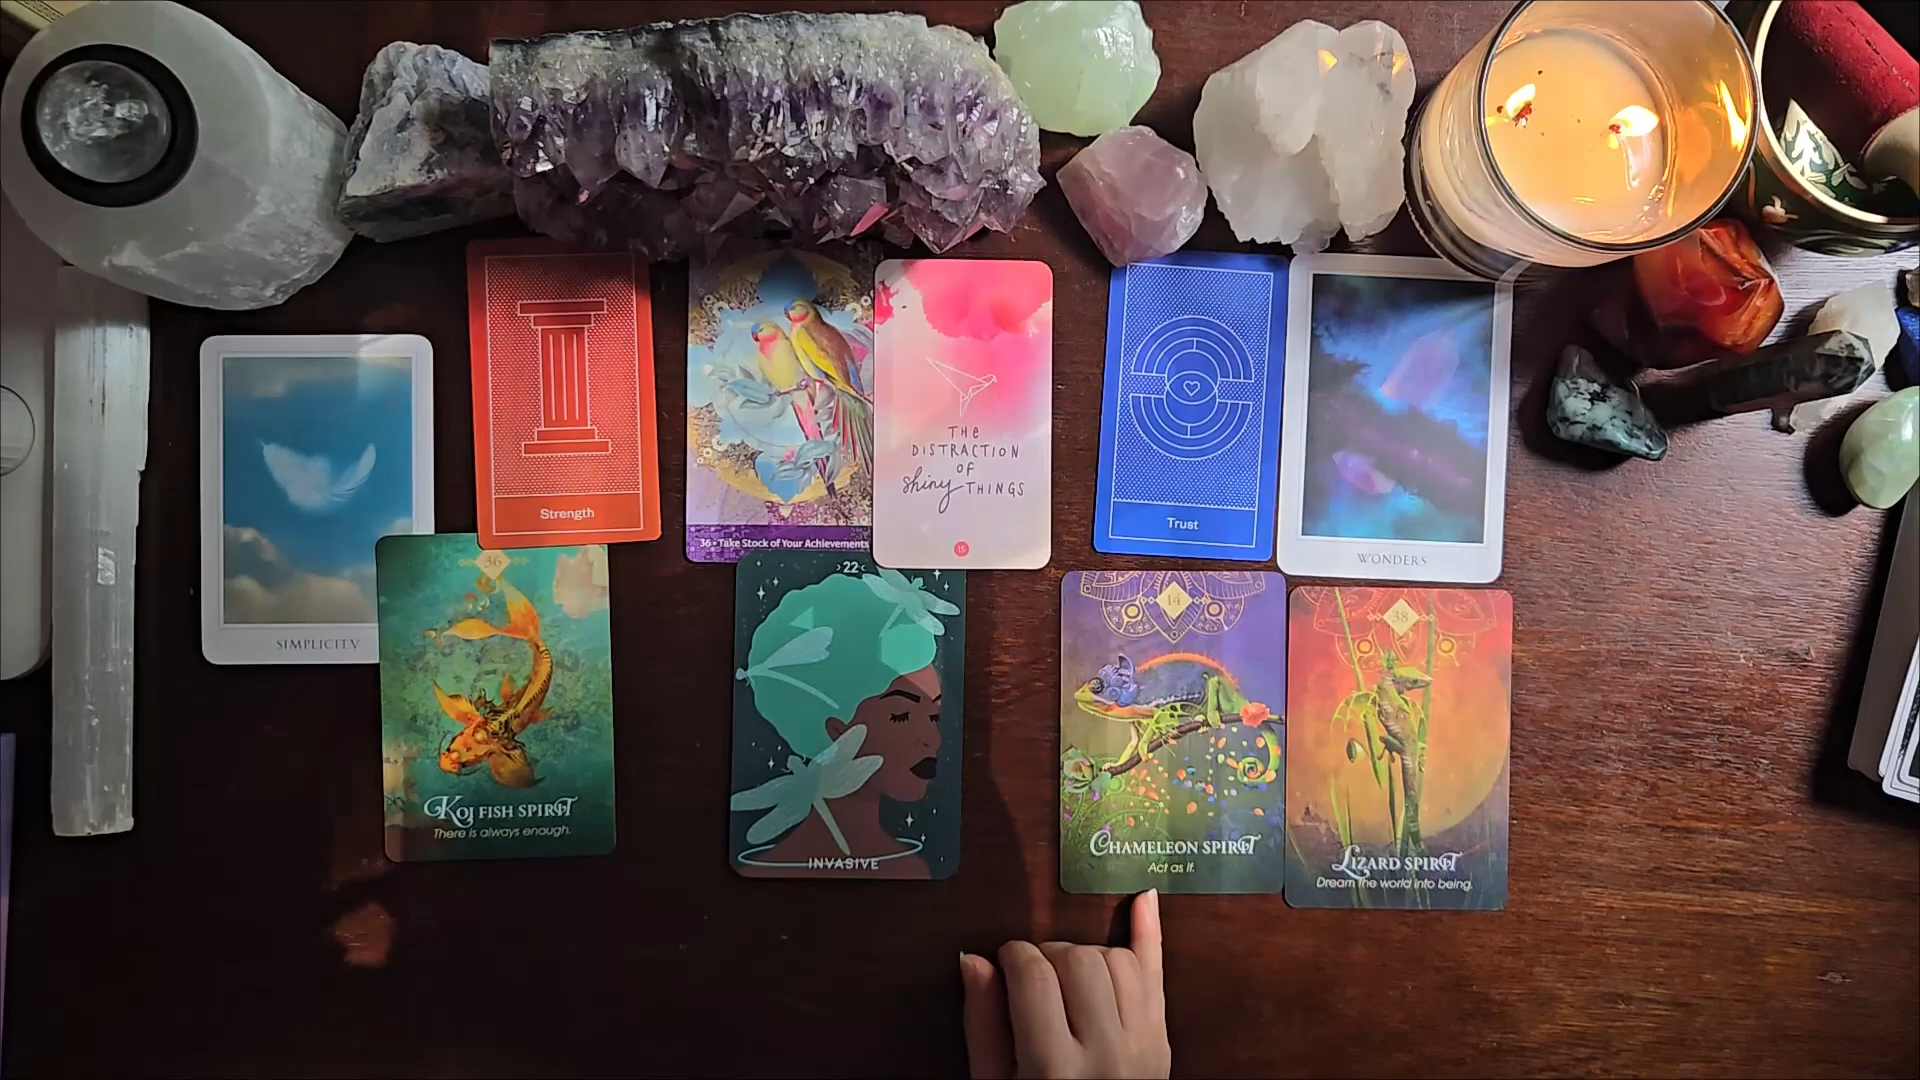 SIMPLICITY
Strength
36 • Take Stock of Your Achievements
THE
DISTRACTION
OF
shiny THINGS
15
Trust
WONDERS
36
KOI FISH SPIRIT
There is always enough.
22
INVASIVE
14
CHAMELEON SPIRIT
Act as if.
38
LIZARD SPIRIT
Dream the world into being.